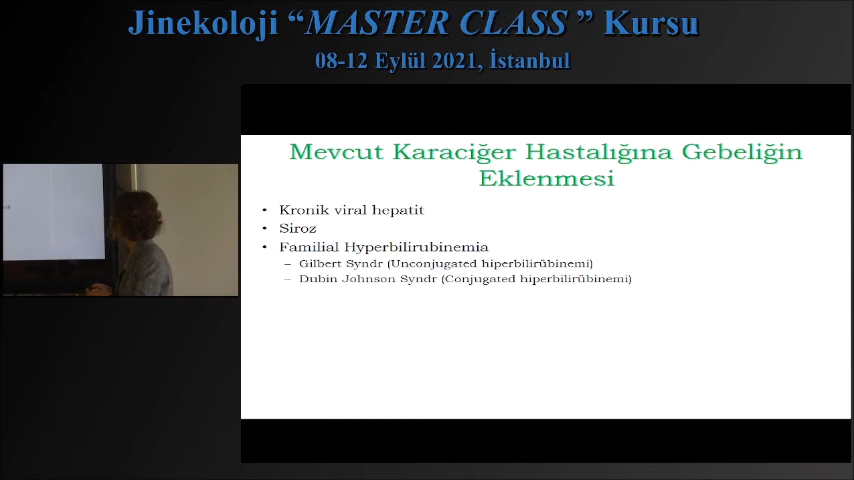 Jinekoloji “MASTER CLASS ” Kursu
08-12 Eylül 2021, İstanbul
Mevcut Karaciğer Hastalığına Gebeliğin
Eklenmesi
• Kronik viral hepatit
• Siroz
• Familial Hyperbilirubinemia
– Gilbert Syndr (Unconjugated hiperbilirübinemi)
– Dubin Johnson Syndr (Conjugated hiperbilirübinemi)